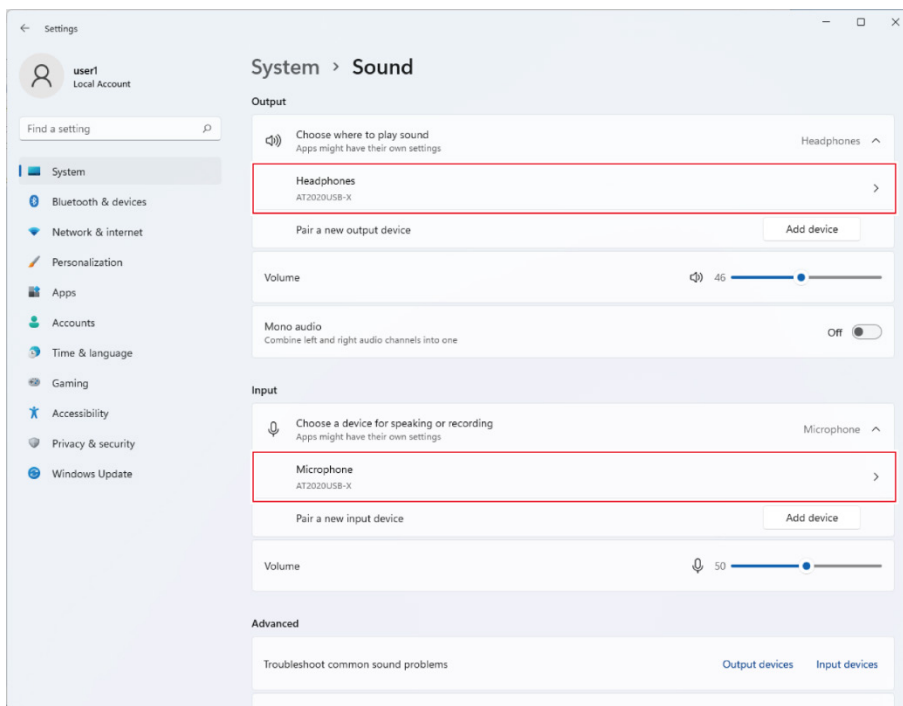 Settings
user1
Local Account
Find a setting
System
Bluetooth & devices
Network & internet
Personalization
Apps
Accounts
Time & language
Gaming
Accessibility
Privacy & security
Windows Update
System > Sound
Output
Choose where to play sound
Apps might have their own settings
Headphones
Headphones
AT2020USB-X
Pair a new output device
Add device
Volume
46
Mono audio
Combine left and right audio channels into one
Off
Input
Choose a device for speaking or recording
Apps might have their own settings
Microphone
Microphone
AT2020USB-X
Pair a new input device
Add device
Volume
50
Advanced
Troubleshoot common sound problems
Output devices
Input devices